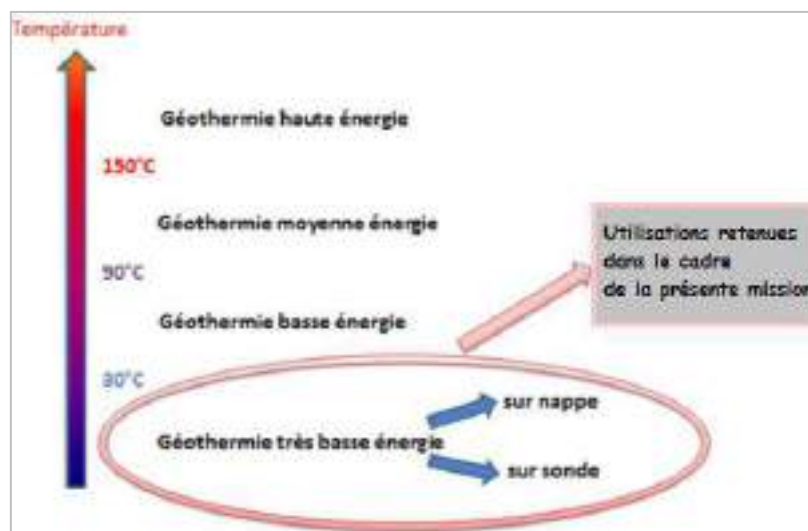 Température
Géothermie haute énergie
150°C
Géothermie moyenne énergie
Utilisations retenues
dans le cadre
de la présente mission
90°C
Géothermie basse énergie
30°C
sur nappe
Géothermie très basse énergie
sur sonde